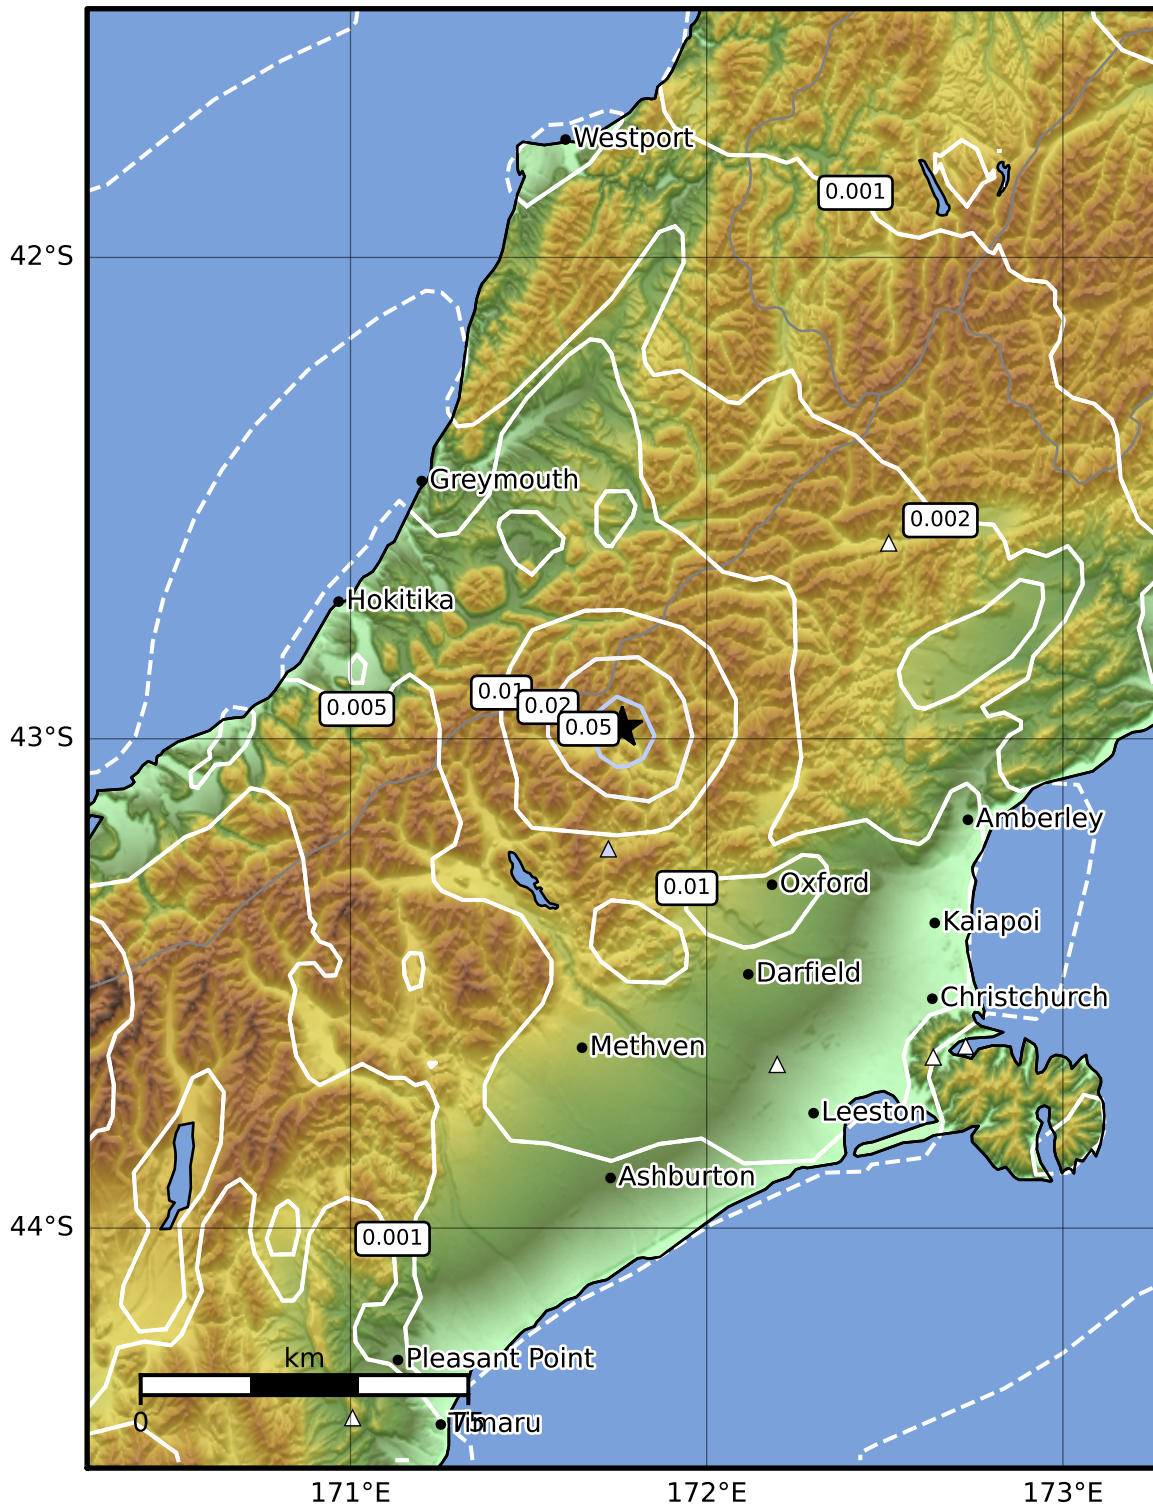 Westport
0.001
42°S
Greymouth
0.002
Hokitika
0.01
0.02
0.005
0.05
43°S
Amberley
0.01
Oxford
Kaiapoi
Darfield
Christchurch
Methven
Leeston
Ashburton
44°S
0.001
km
Pleasant Point
0
75
Timaru
171°E
172°E
173°E